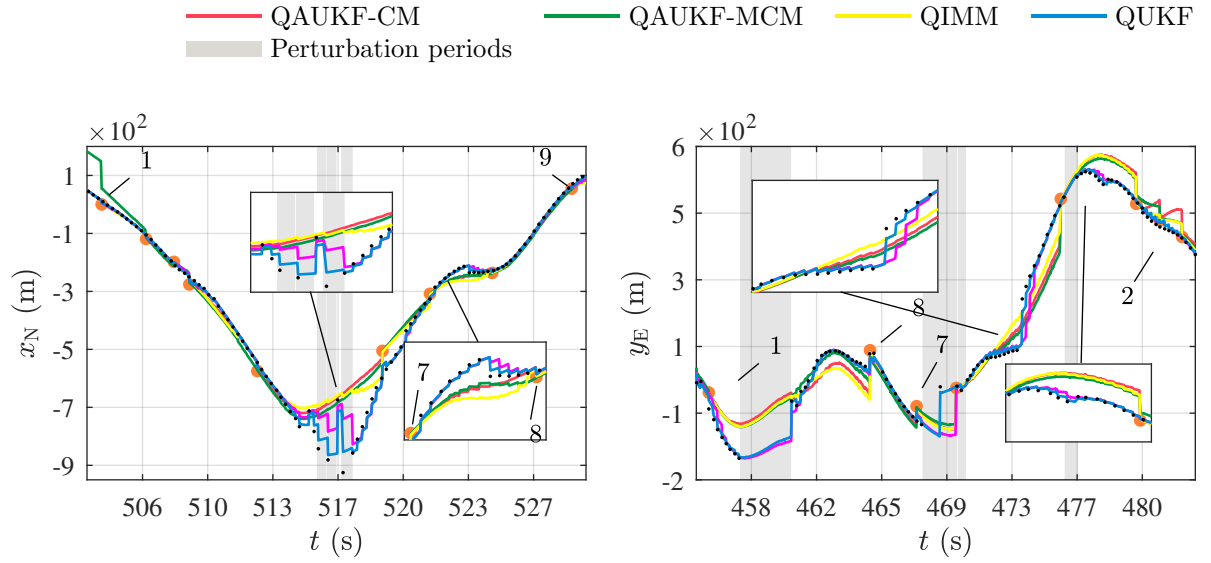 QAUKF-CM QAUKF-MCM QIMM QUKF
Perturbation periods
×10²
1
-1
-3
-5
-7
-9
x_N (m)
506 510 513 517 520 523 527
t (s)
1
9
7
8
×10²
6
5
3
1
-1
-2
y_E (m)
458 462 465 469 473 477 480
t (s)
1
8
7
2